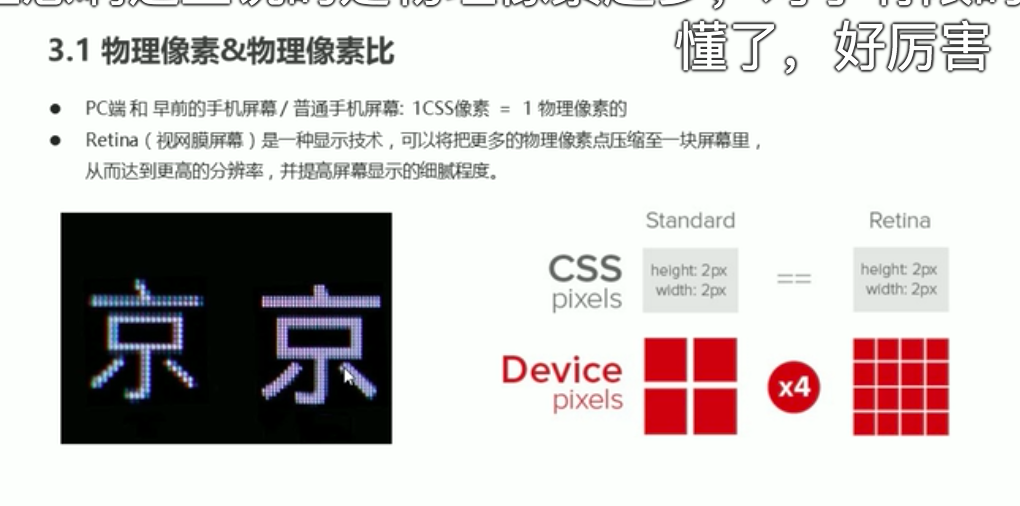 懂了，好厉害
3.1 物理像素&物理像素比
● PC端 和 早前的手机屏幕 / 普通手机屏幕: 1CSS像素 = 1 物理像素的
● Retina（视网膜屏幕）是一种显示技术，可以将把更多的物理像素点压缩至一块屏幕里，
从而达到更高的分辨率，并提高屏幕显示的细腻程度。
京 京
Standard Retina
CSS pixels
height: 2px
width: 2px
==
height: 2px
width: 2px
Device pixels
x4